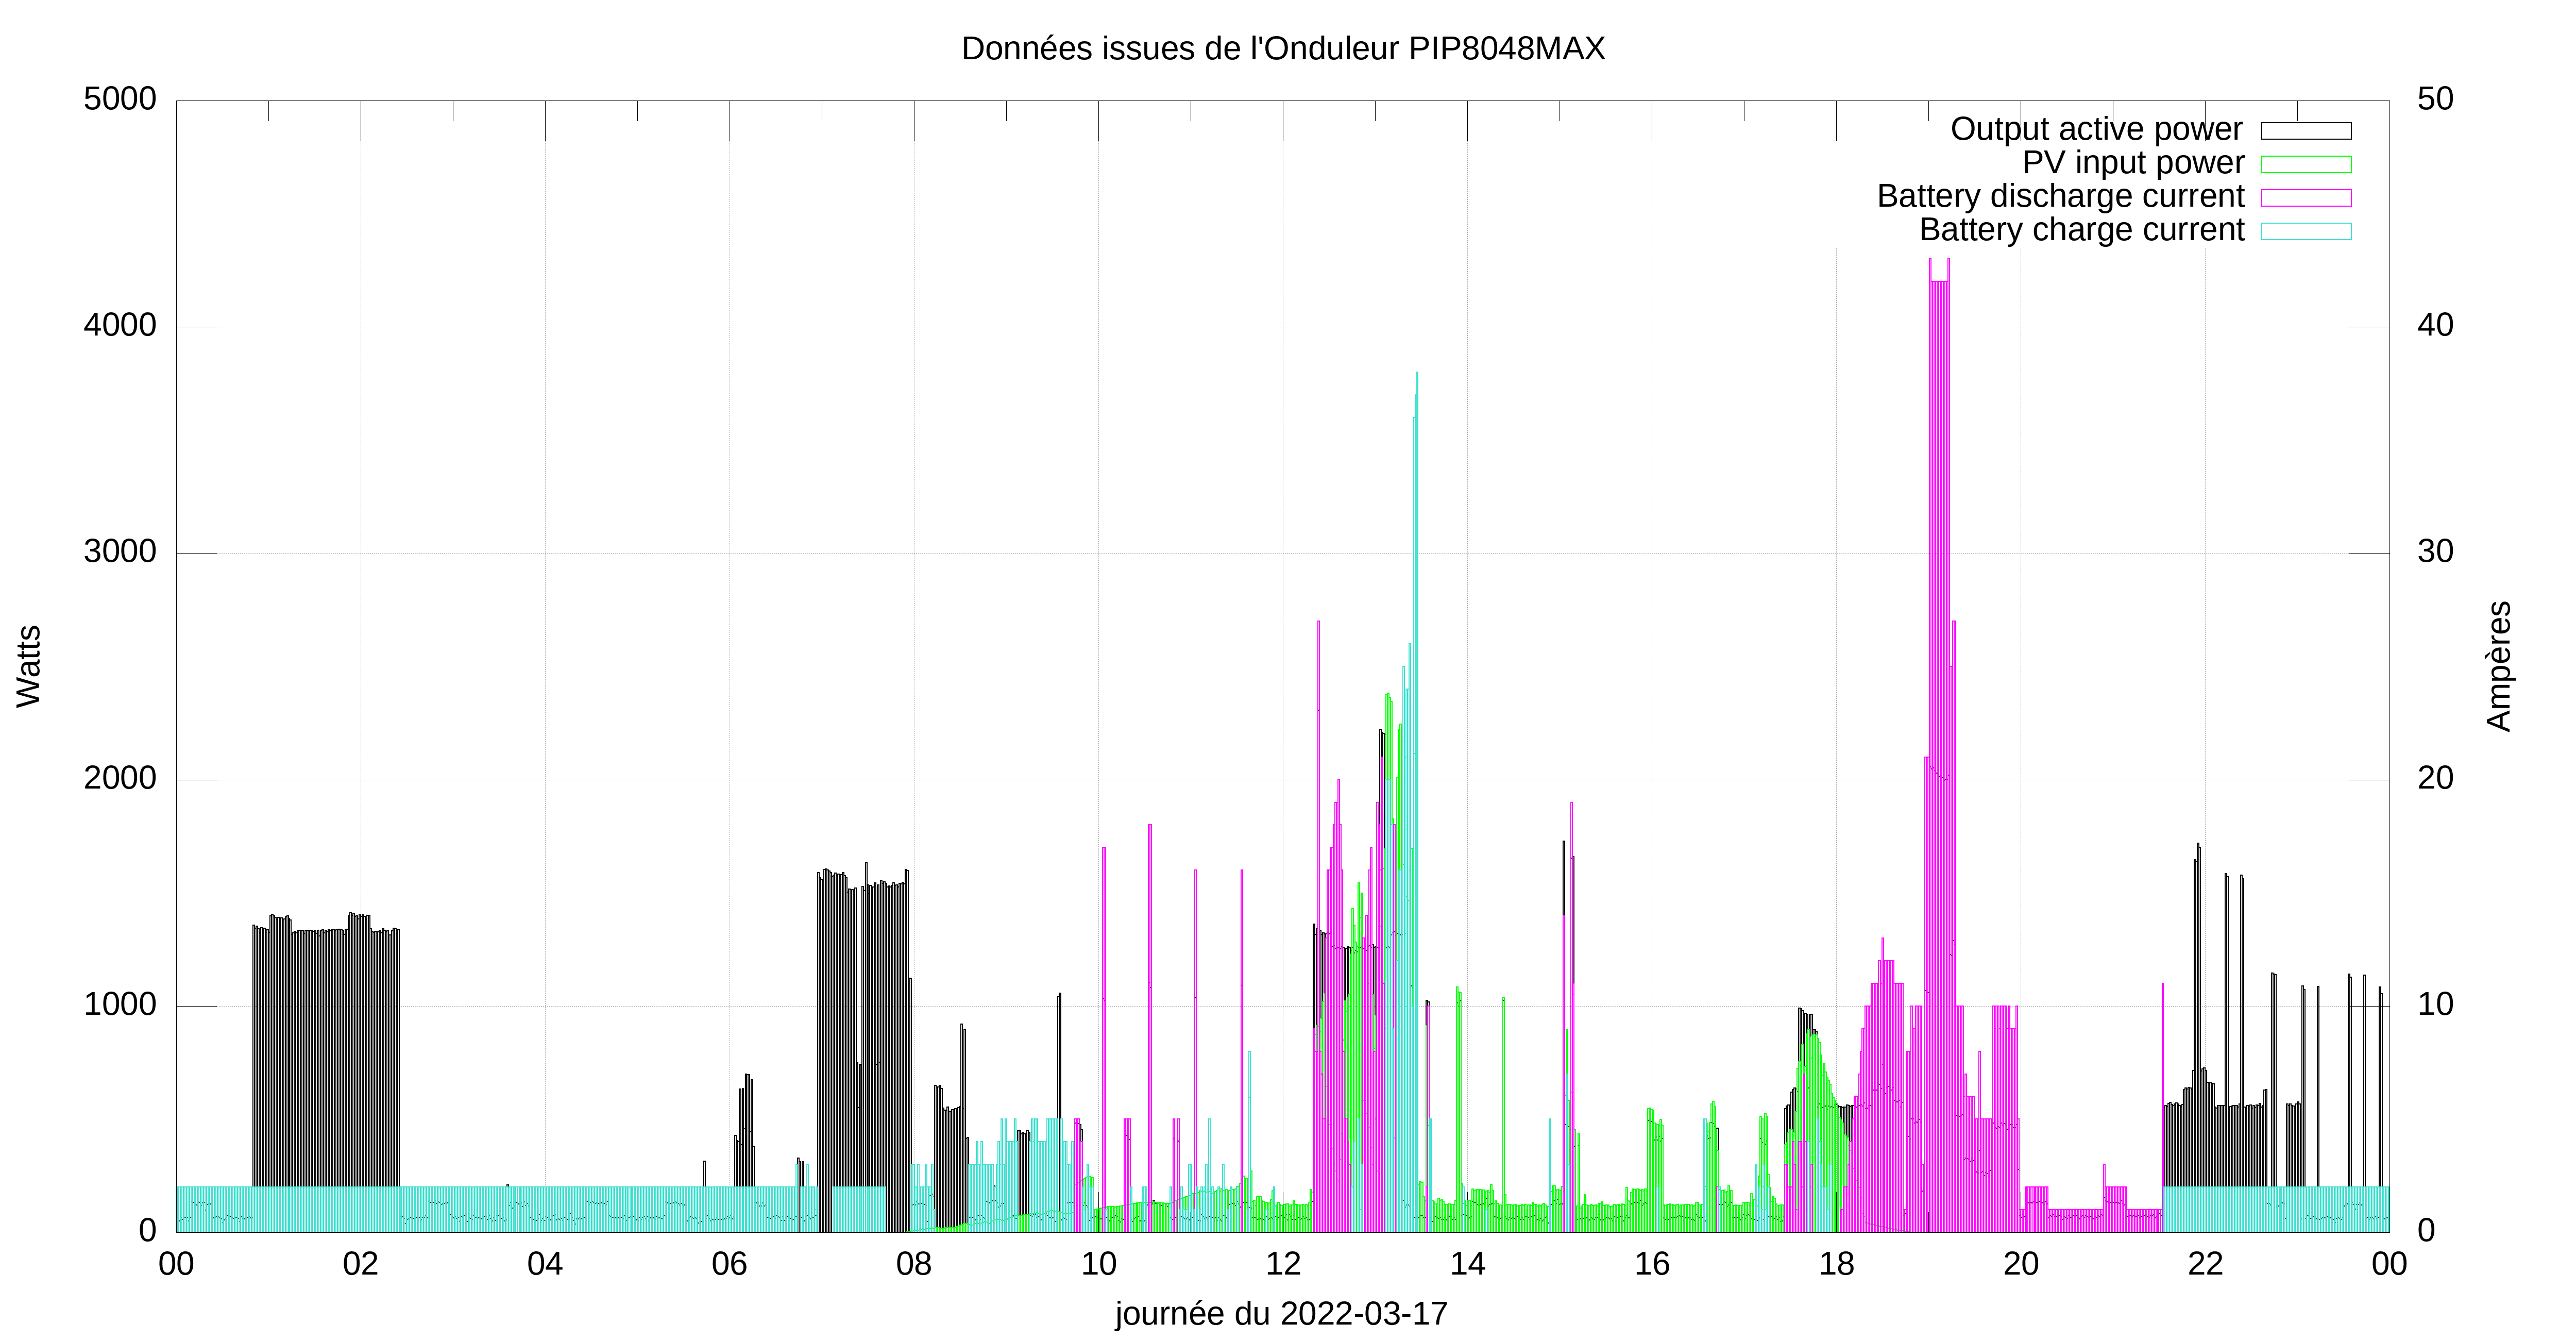 Données issues de l'Onduleur PIP8048MAX
5000
4000
3000
2000
1000
0
50
40
30
20
10
0
Output active power
PV input power
Battery discharge current
Battery charge current
Watts
Ampères
00 02 04 06 08 10 12 14 16 18 20 22 00
journée du 2022-03-17